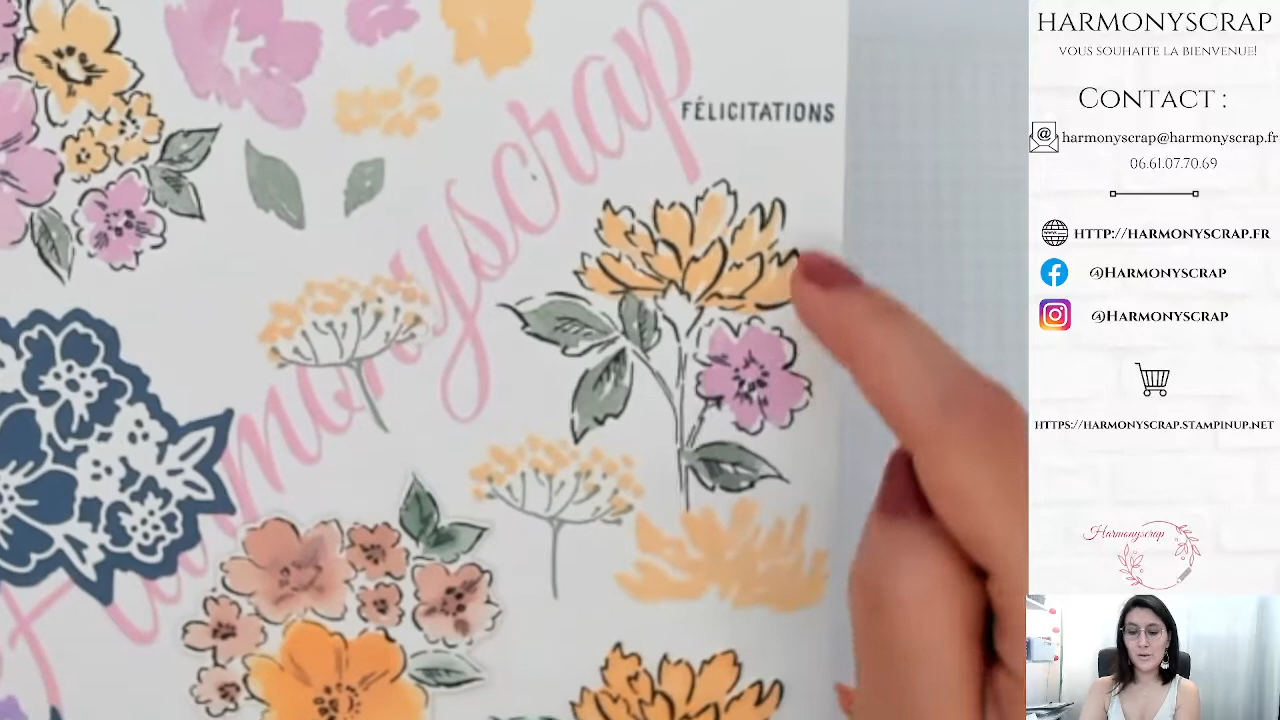 Harmonyscrap
FÉLICITATIONS
HARMONYSCRAP
VOUS SOUHAITE LA BIENVENUE!
CONTACT :
@
harmonyscrap@harmonyscrap.fr
06.61.07.70.69
WWW
HTTP://HARMONYSCRAP.FR
@HARMONYSCRAP
@HARMONYSCRAP
HTTPS://HARMONYSCRAP.STAMPINUP.NET
Harmonyscrap